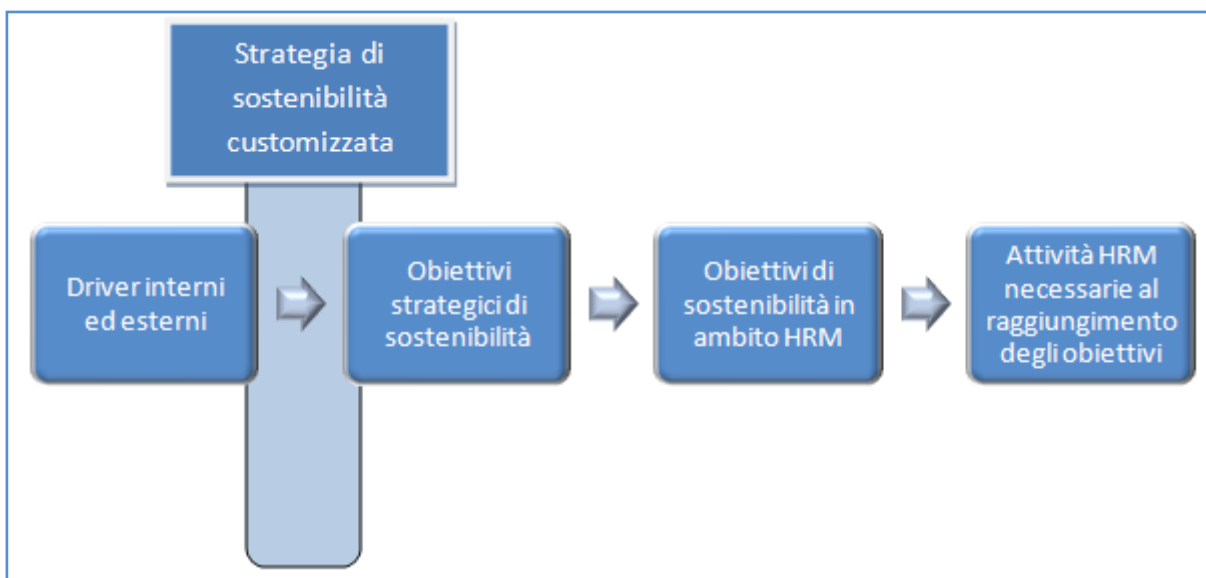 Strategia di
sostenibilità
customizzata
Driver interni
ed esterni
Obiettivi
strategici di
sostenibilità
Obiettivi di
sostenibilità in
ambito HRM
Attività HRM
necessarie al
raggiungimento
degli obiettivi